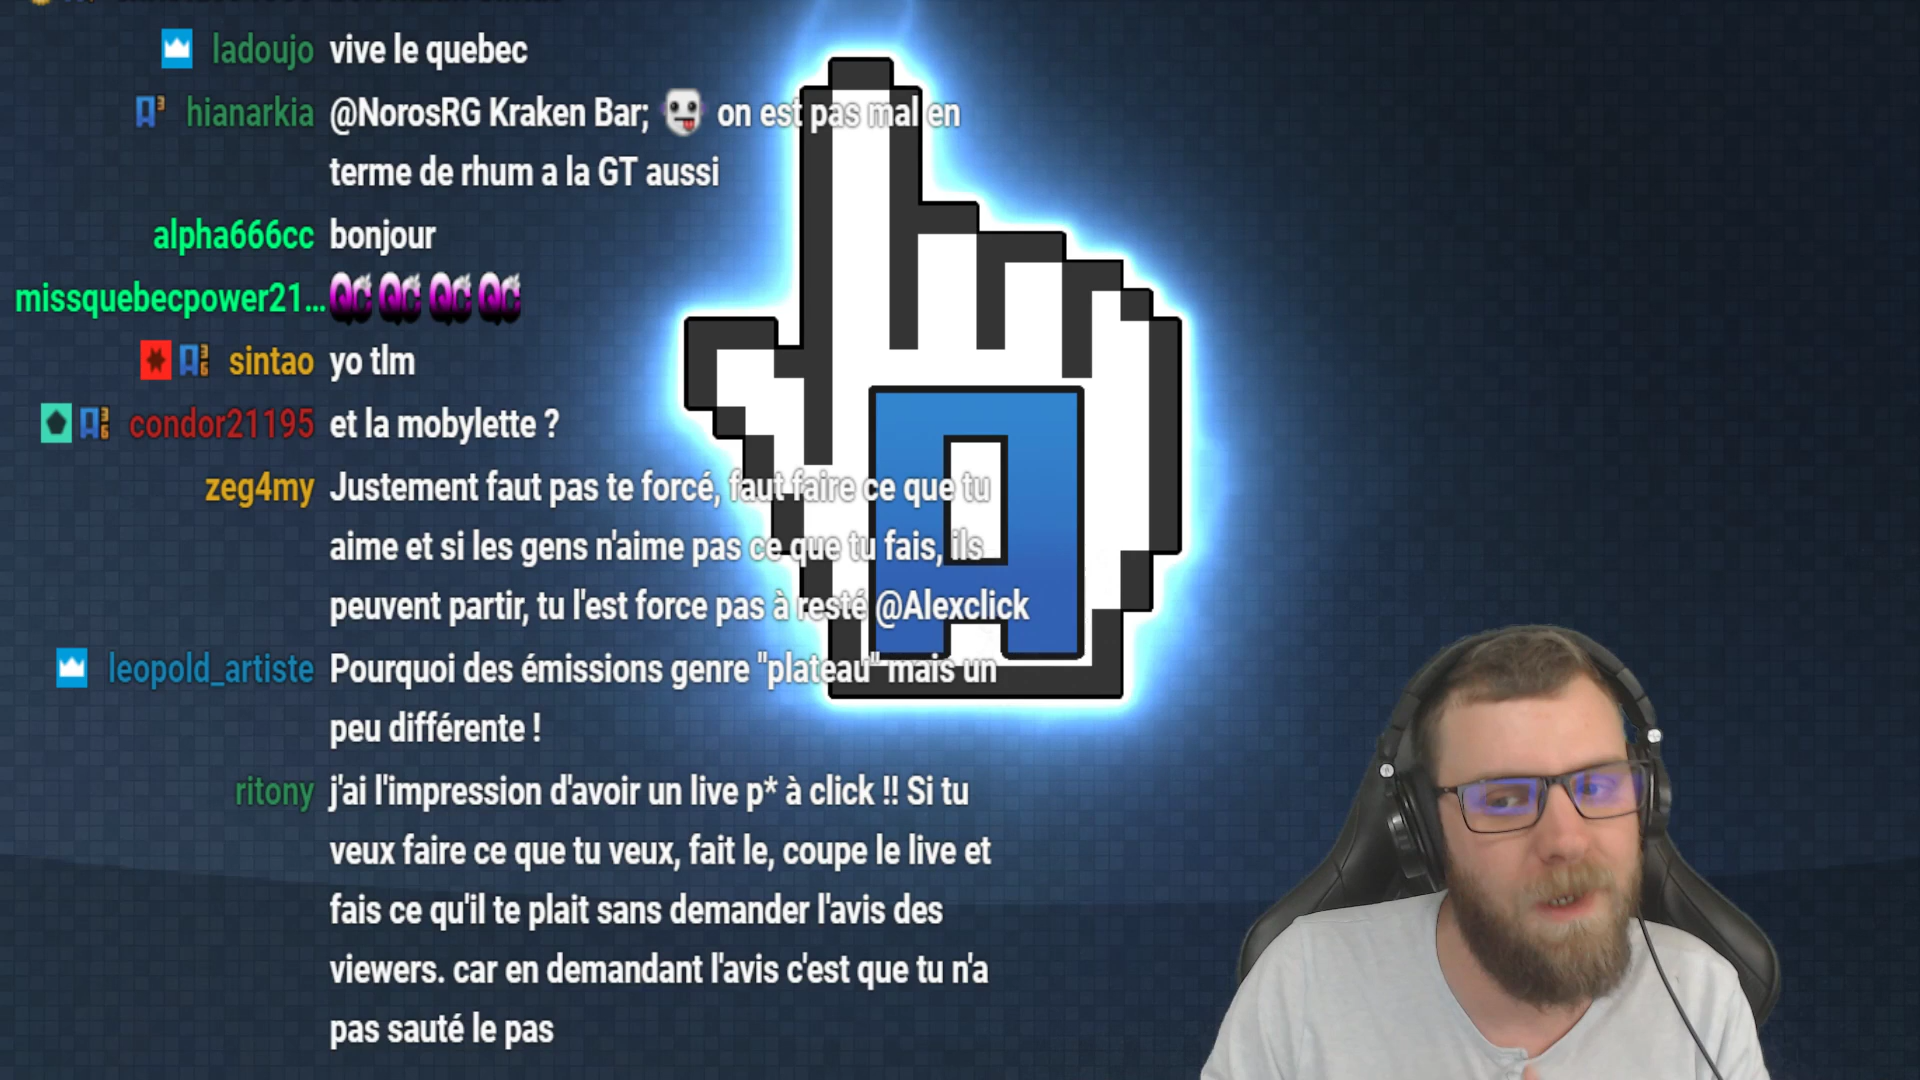 ladoujo vive le quebec
hianarkia @NorosRG Kraken Bar; 👻 on est pas mal en
terme de rhum a la GT aussi
alpha666cc bonjour
missquebecpower21... QC QC QC QC
sintao yo tlm
condor21195 et la mobylette ?
zeg4my Justement faut pas te forcé, faut faire ce que tu
aime et si les gens n'aime pas ce que tu fais, ils
peuvent partir, tu l'est force pas à resté @Alexclick
leopold_artiste Pourquoi des émissions genre "plateau" mais un
peu différente !
ritony j'ai l'impression d'avoir un live p* à click !! Si tu
veux faire ce que tu veux, fait le, coupe le live et
fais ce qu'il te plait sans demander l'avis des
viewers. car en demandant l'avis c'est que tu n'a
pas sauté le pas